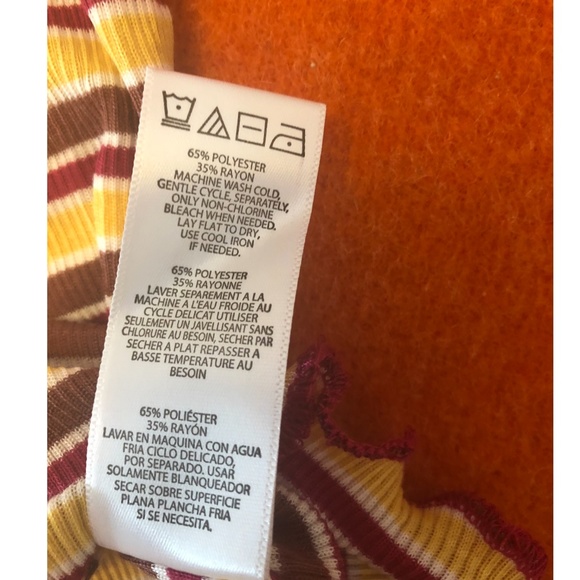 65% POLYESTER
35% RAYON
MACHINE WASH COLD,
GENTLE CYCLE, SEPARATELY,
ONLY NON-CHLORINE
BLEACH WHEN NEEDED.
LAY FLAT TO DRY,
USE COOL IRON
IF NEEDED.
65% POLYESTER
35% RAYONNE
LAVER SEPAREMENT A LA
MACHINE A L'EAU FROIDE AU
CYCLE DELICAT UTILISER
SEULEMENT UN JAVELLISANT SANS
CHLORURE AU BESOIN, SECHER PAR
SECHER A PLAT REPASSER A
BASSE TEMPERATURE AU
BESOIN
65% POLIÉSTER
35% RAYÓN
LAVAR EN MAQUINA CON AGUA
FRIA CICLO DELICADO,
POR SEPARADO. USAR
SOLAMENTE BLANQUEADOR
SECAR SOBRE SUPERFICIE
PLANA PLANCHA FRIA
SI SE NECESITA.